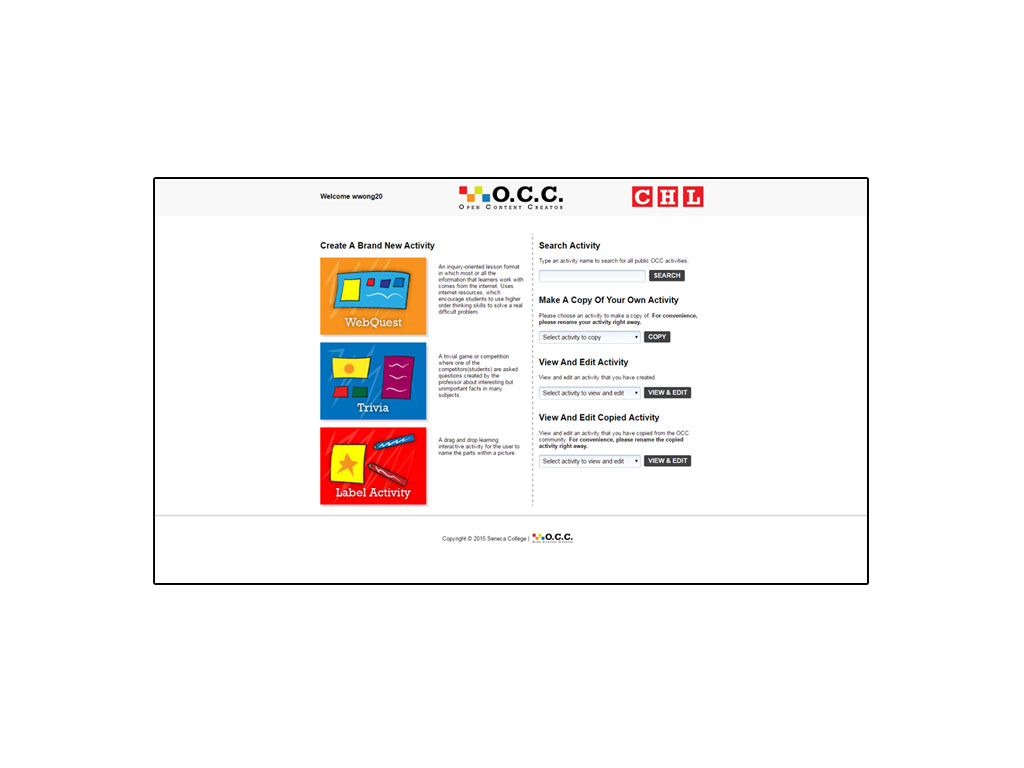 Welcome wwong20
O.C.C.
OPEN CONTENT CREATOR
CHL
Create A Brand New Activity
WebQuest
An inquiry-oriented lesson format
in which most or all the
information that learners work with
comes from the internet. Uses
internet resources, which
encourage students to use higher
order thinking skills to solve a real
difficult problem.
Trivia
A trivial game or competition
where one of the
competitors(students) are asked
questions created by the
professor about interesting but
unimportant facts in many
subjects.
Label Activity
A drag and drop learning
interactive activity for the user to
name the parts within a picture.
Search Activity
Type an activity name to search for all public OCC activities.
SEARCH
Make A Copy Of Your Own Activity
Please choose an activity to make a copy of. For convenience,
please rename your activity right away.
Select activity to copy COPY
View And Edit Activity
View and edit an activity that you have created.
Select activity to view and edit VIEW & EDIT
View And Edit Copied Activity
View and edit an activity that you have copied from the OCC
community. For convenience, please rename the copied
activity right away.
Select activity to view and edit VIEW & EDIT
Copyright © 2015 Seneca College | O.C.C.